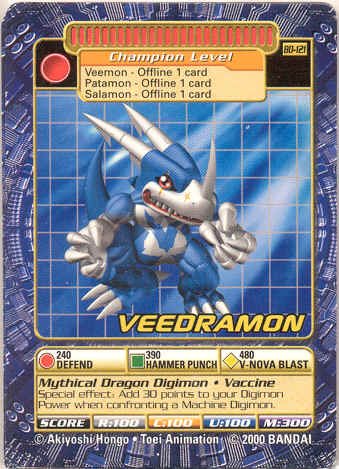 BO-121
Champion Level
Veemon - Offline 1 card
Patamon - Offline 1 card
Salamon - Offline 1 card
VEEDRAMON
240 DEFEND 390 HAMMER PUNCH 480 V-NOVA BLAST
Mythical Dragon Digimon • Vaccine
Special effect: Add 30 points to your Digimon
Power when confronting a Machine Digimon.
SCORE R:100 C:100 U:100 M:300
© Akiyoshi Hongo • Toei Animation © 2000 BANDAI